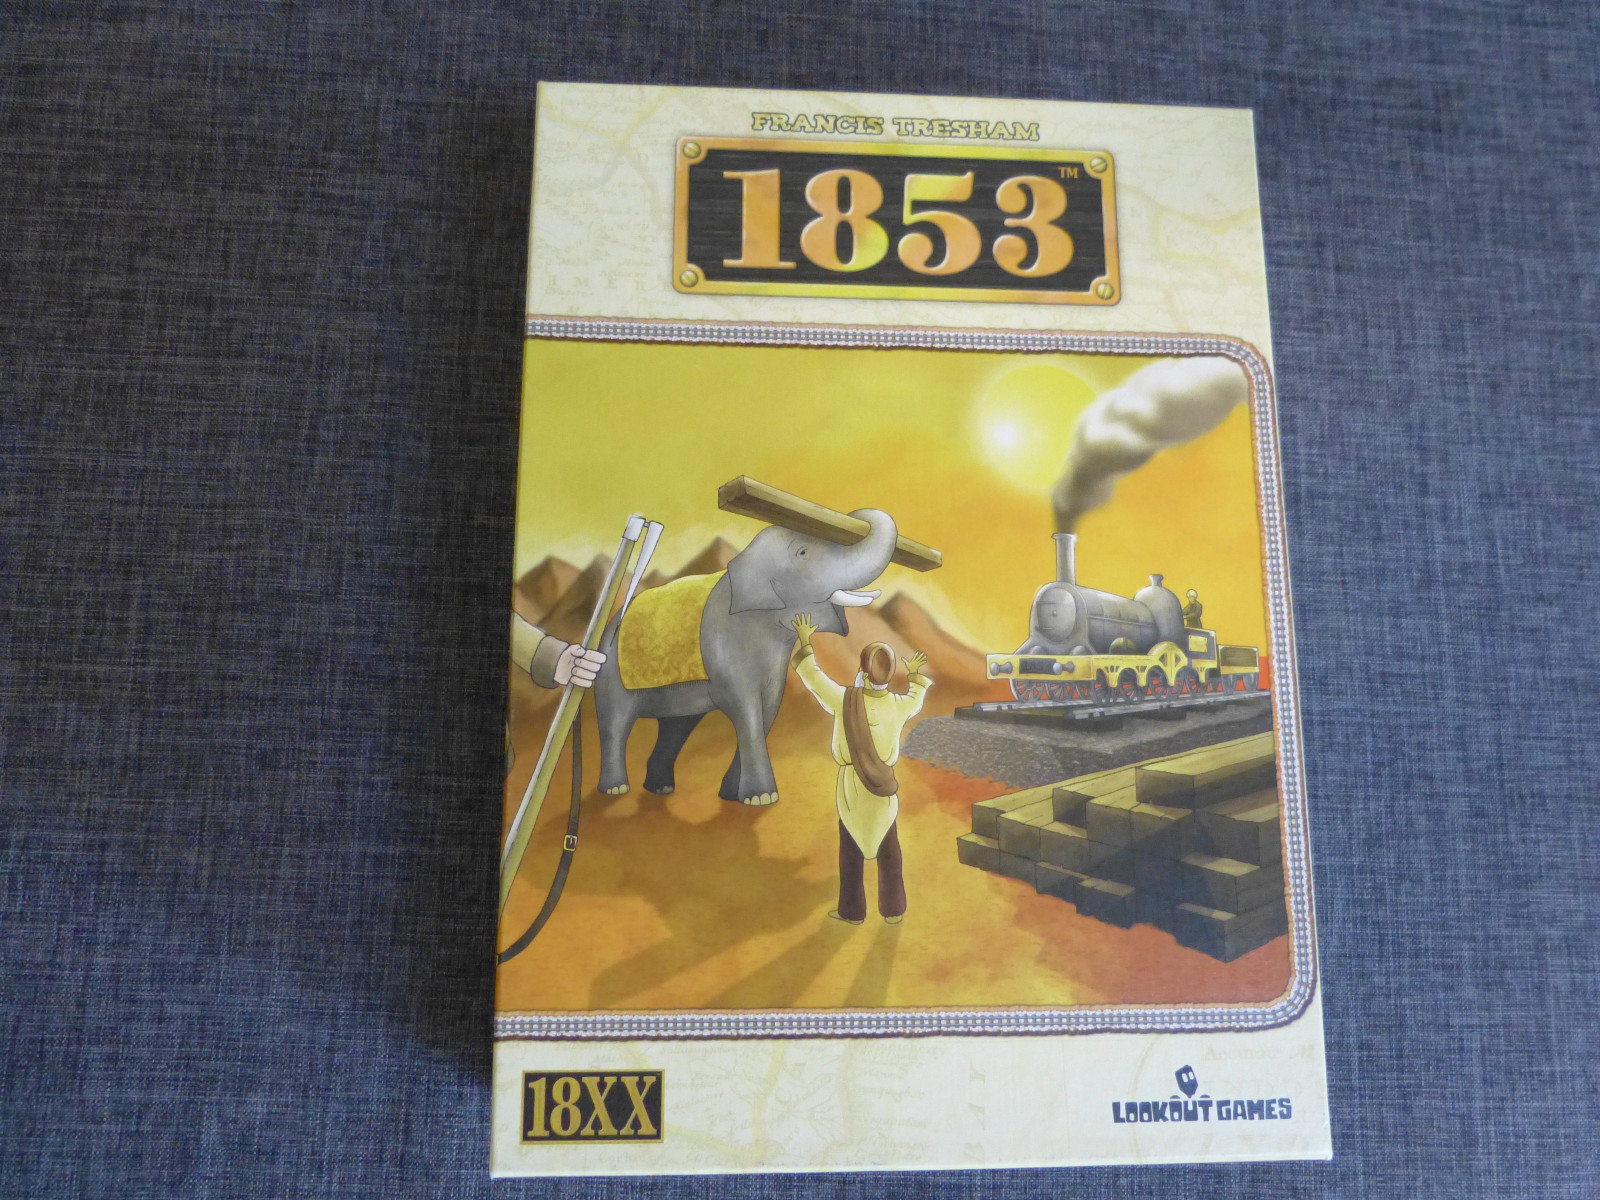 FRANCIS TRESHAM
1853™
18XX
LOOKOUT GAMES